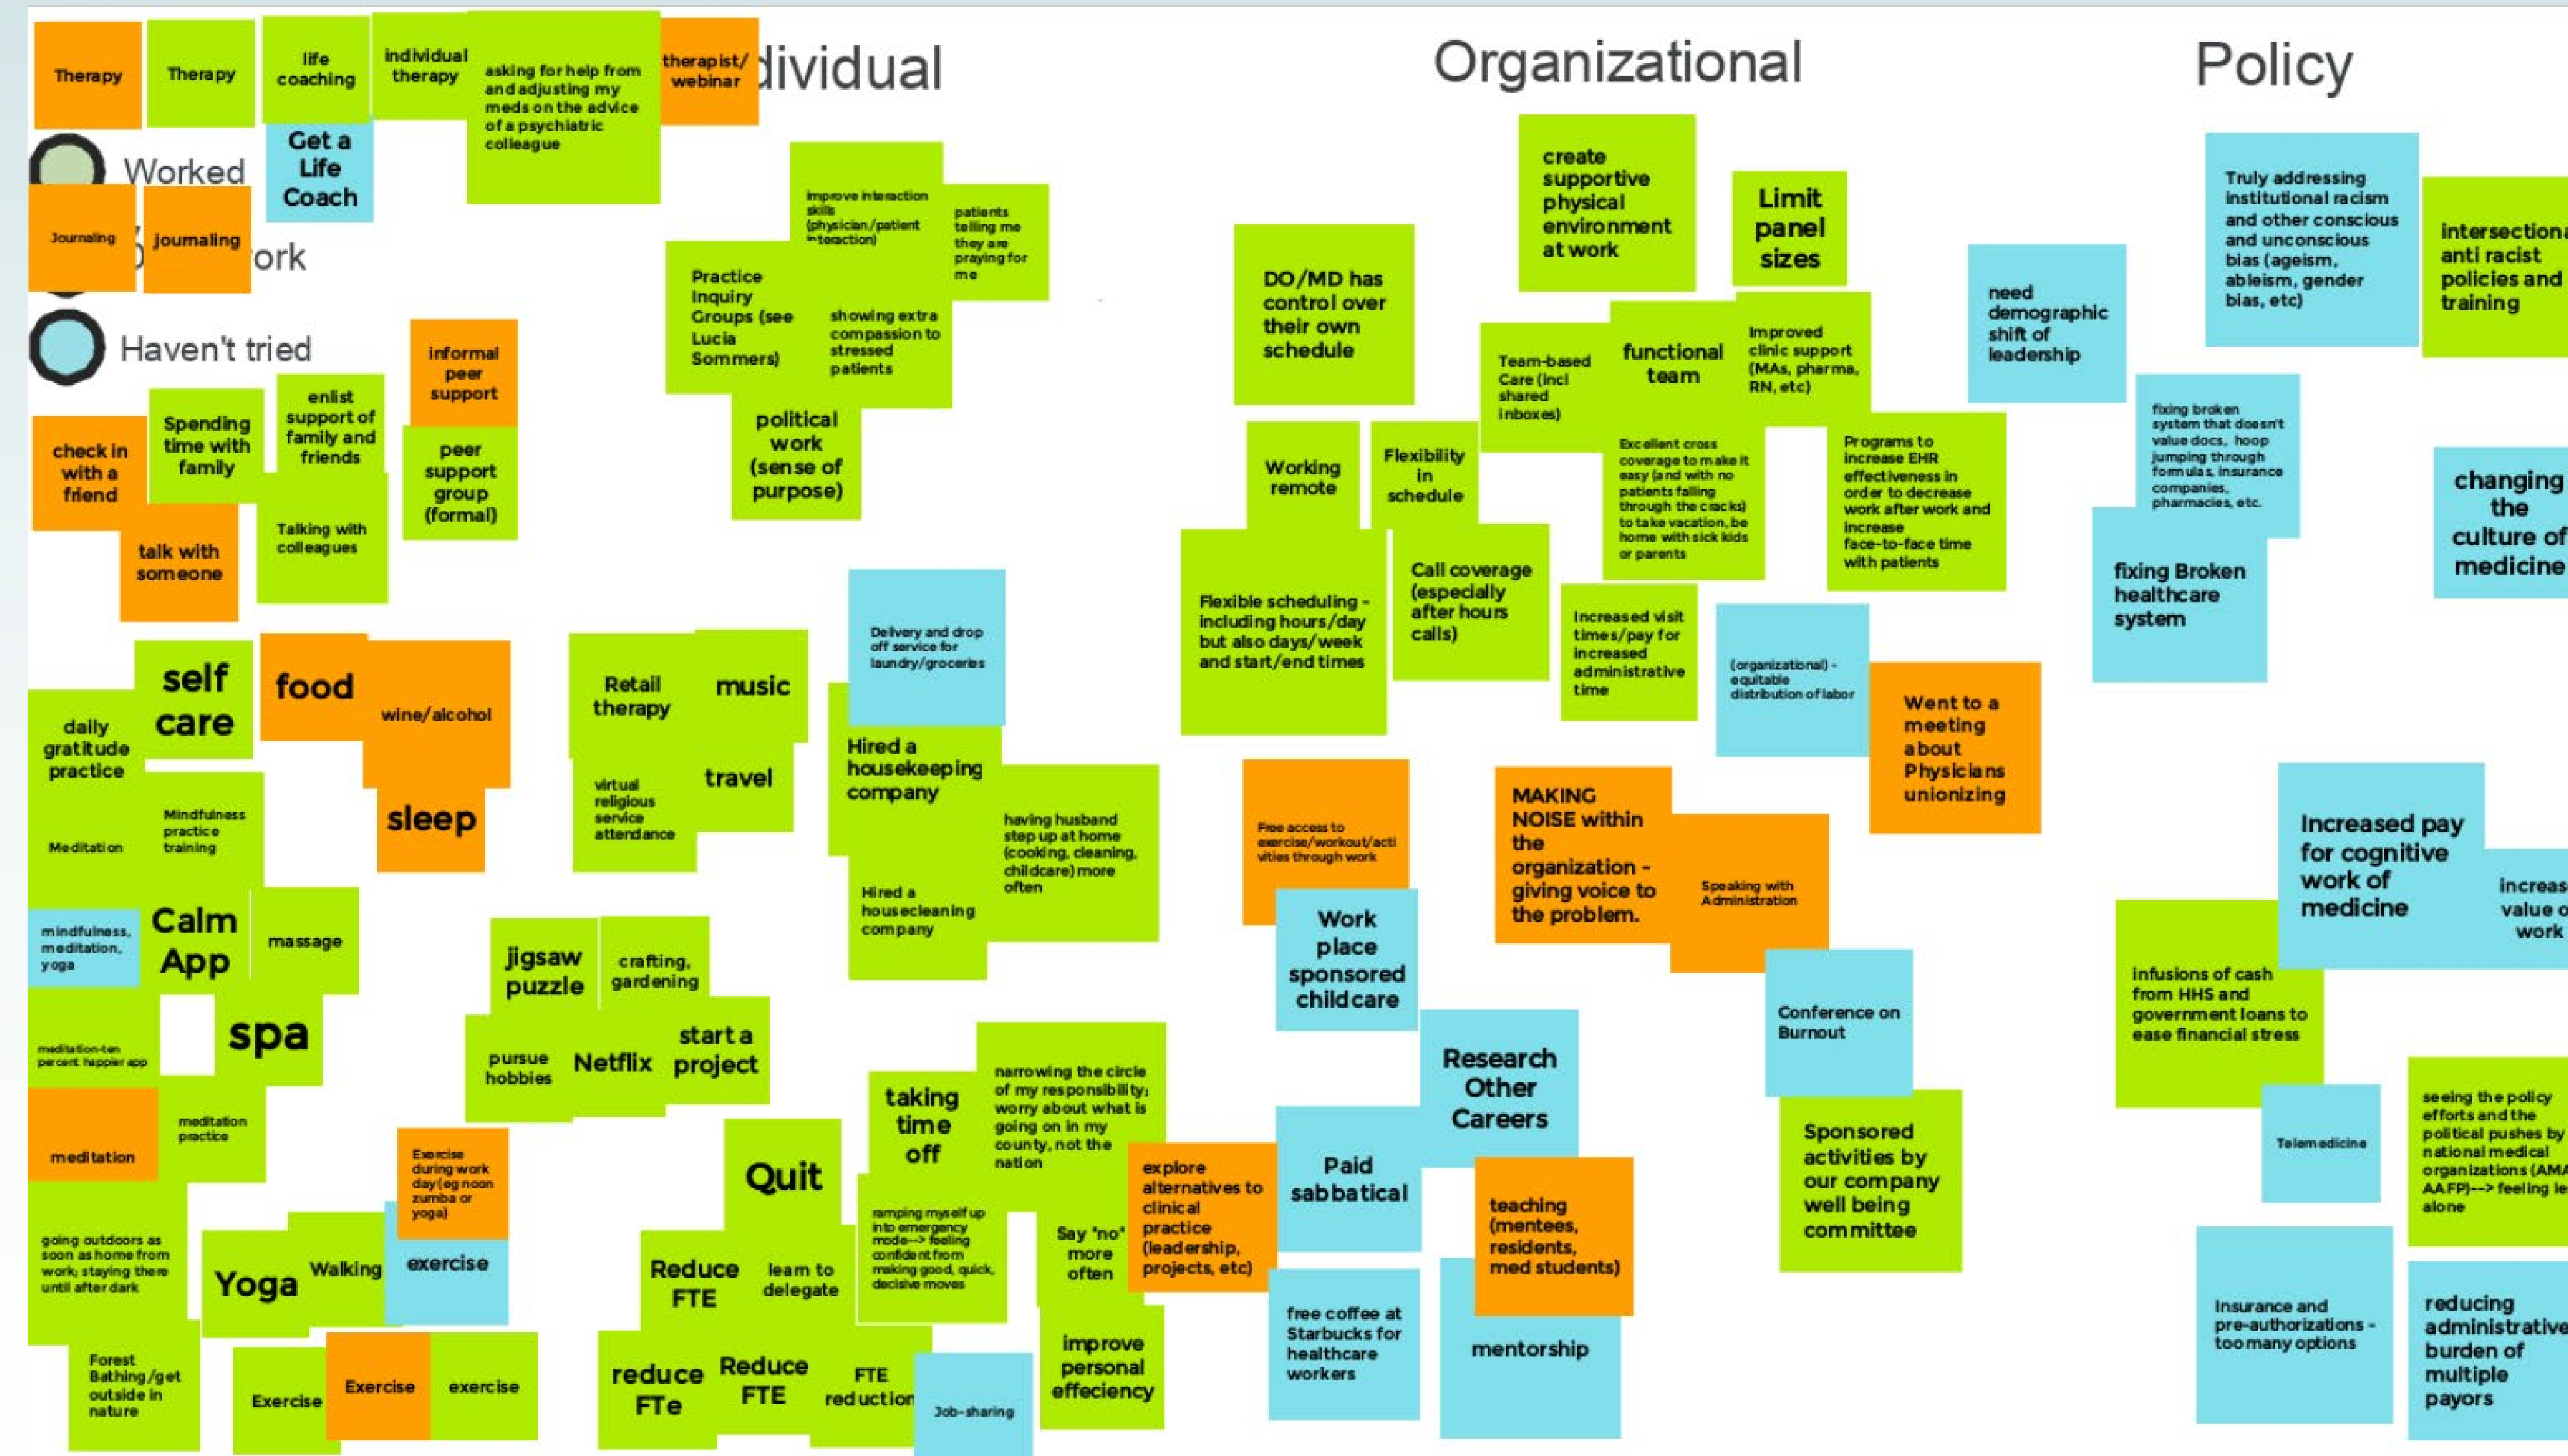 Therapy
Therapy
life
coaching
individual
therapy
asking for help from
and adjusting my
meds on the advice
of a psychiatric
colleague
therapist/
webinar
dividual
Organizational
Policy
Get a
Life
Coach
Worked
Journaling
journaling
ork
Haven't tried
informal
peer
support
check in
with a
friend
Spending
time with
family
enlist
support of
family and
friends
peer
support
group
(formal)
talk with
someone
Talking with
colleagues
improve interaction
skills
(physician/patient
interaction)
patients
telling me
they are
praying for
me
Practice
Inquiry
Groups (see
Lucia
Sommers)
showing extra
compassion to
stressed
patients
political
work
(sense of
purpose)
self
care
food
wine/alcohol
sleep
daily
gratitude
practice
Meditation
Mindfulness
practice
training
mindfulness,
meditation,
yoga
Calm
App
massage
spa
meditation-ten
percent happier app
meditation
meditation
practice
Retail
therapy
music
virtual
religious
service
attendance
travel
Delivery and drop
off service for
laundry/groceries
Hired a
housekeeping
company
having husband
step up at home
(cooking, cleaning,
childcare) more
often
Hired a
housecleaning
company
jigsaw
puzzle
crafting,
gardening
pursue
hobbies
Netflix
start a
project
Exercise
during work
day(eg noon
zumba or
yoga)
going outdoors as
soon as home from
work; staying there
until after dark
Yoga
Walking
exercise
Forest
Bathing/get
outside in
nature
Exercise
Exercise
exercise
Quit
taking
time
off
narrowing the circle
of my responsibility;
worry about what is
going on in my
county, not the
nation
ramping myself up
into emergency
mode--> feeling
confident from
making good, quick,
decisive moves
Say "no"
more
often
Reduce
FTE
learn to
delegate
reduce
FTe
Reduce
FTE
FTE
reduction
Job-sharing
improve
personal
effeciency
create
supportive
physical
environment
at work
Limit
panel
sizes
DO/MD has
control over
their own
schedule
Team-based
Care (incl
shared
inboxes)
functional
team
Improved
clinic support
(MAs, pharma,
RN, etc)
Working
remote
Flexibility
in
schedule
Excellent cross
coverage to make it
easy (and with no
patients falling
through the cracks)
to take vacation, be
home with sick kids
or parents
Programs to
increase EHR
effectiveness in
order to decrease
work after work and
increase
face-to-face time
with patients
Flexible scheduling -
including hours/day
but also days/week
and start/end times
Call coverage
(especially
after hours
calls)
Increased visit
times/pay for
increased
administrative
time
(organizational) -
equitable
distribution of labor
Went to a
meeting
about
Physicians
unionizing
Free access to
exercise/workout/acti
vities through work
Work
place
sponsored
childcare
MAKING
NOISE within
the
organization -
giving voice to
the problem.
Speaking with
Administration
Conference on
Burnout
Research
Other
Careers
Paid
sabbatical
explore
alternatives to
clinical
practice
(leadership,
projects, etc)
teaching
(mentees,
residents,
med students)
mentorship
free coffee at
Starbucks for
healthcare
workers
Sponsored
activities by
our company
well being
committee
Truly addressing
institutional racism
and other conscious
and unconscious
bias (ageism,
ableism, gender
bias, etc)
intersectiona
anti racist
policies and
training
need
demographic
shift of
leadership
fixing broken
system that doesn't
value docs, hoop
jumping through
formulas, insurance
companies,
pharmacies, etc.
fixing Broken
healthcare
system
changing
the
culture of
medicine
Increased pay
for cognitive
work of
medicine
increas
value o
work
infusions of cash
from HHS and
government loans to
ease financial stress
Telemedicine
seeing the policy
efforts and the
political pushes by
national medical
organizations (AMA
AAFP)--> feeling le
alone
Insurance and
pre-authorizations -
too many options
reducing
administrative
burden of
multiple
payors